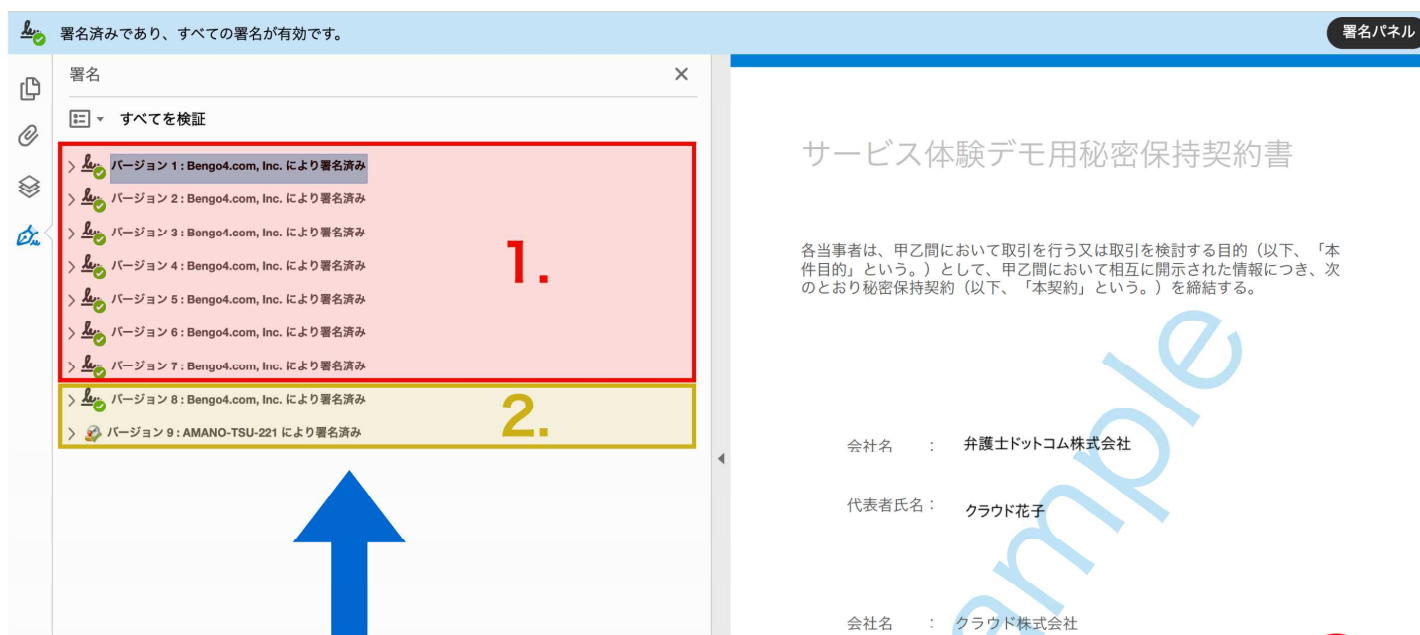 署名済みであり、すべての署名が有効です。
署名パネル
署名
すべてを検証
バージョン 1 : Bengo4.com, Inc. により署名済み
バージョン 2 : Bengo4.com, Inc. により署名済み
バージョン 3 : Bengo4.com, Inc. により署名済み
バージョン 4 : Bengo4.com, Inc. により署名済み
バージョン 5 : Bengo4.com, Inc. により署名済み
バージョン 6 : Bengo4.com, Inc. により署名済み
バージョン 7 : Bengo4.com, Inc. により署名済み
1.
バージョン 8 : Bengo4.com, Inc. により署名済み
バージョン 9 : AMANO-TSU-221 により署名済み
2.
サービス体験デモ用秘密保持契約書
各当事者は、甲乙間において取引を行う又は取引を検討する目的（以下、「本
件目的」という。）として、甲乙間において相互に開示された情報につき、次
のとおり秘密保持契約（以下、「本契約」という。）を締結する。
会社名 ： 弁護士ドットコム株式会社
代表者氏名： クラウド花子
会社名 ： クラウド株式会社
ample